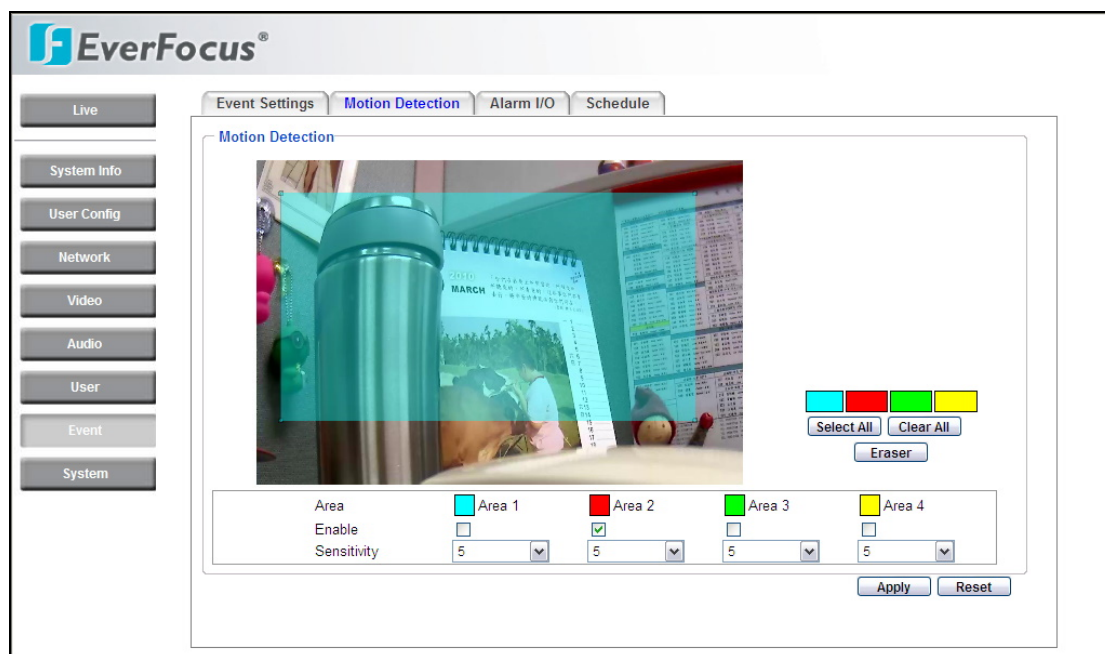 EverFocus®
Live
System Info
User Config
Network
Video
Audio
User
Event
System
Event Settings
Motion Detection
Alarm I/O
Schedule
Motion Detection
2010
MARCH
Select All
Clear All
Eraser
Area
Area 1
Area 2
Area 3
Area 4
Enable
Sensitivity
5
5
5
5
Apply
Reset